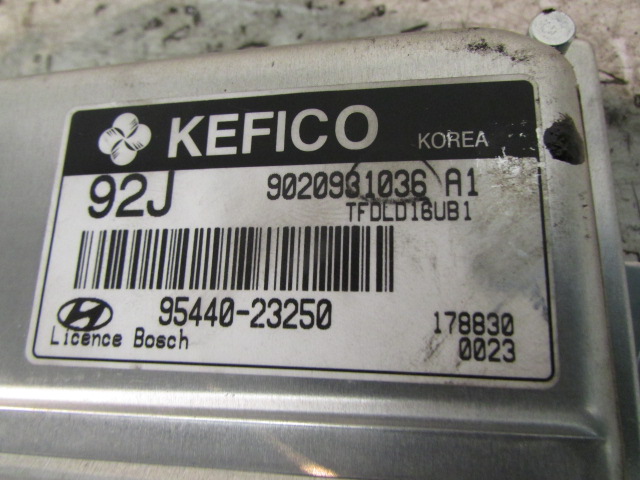 KEFICO KOREA
92J 9020931036 A1
TFDLD16UB1
95440-23250
Licence Bosch
178830
0023